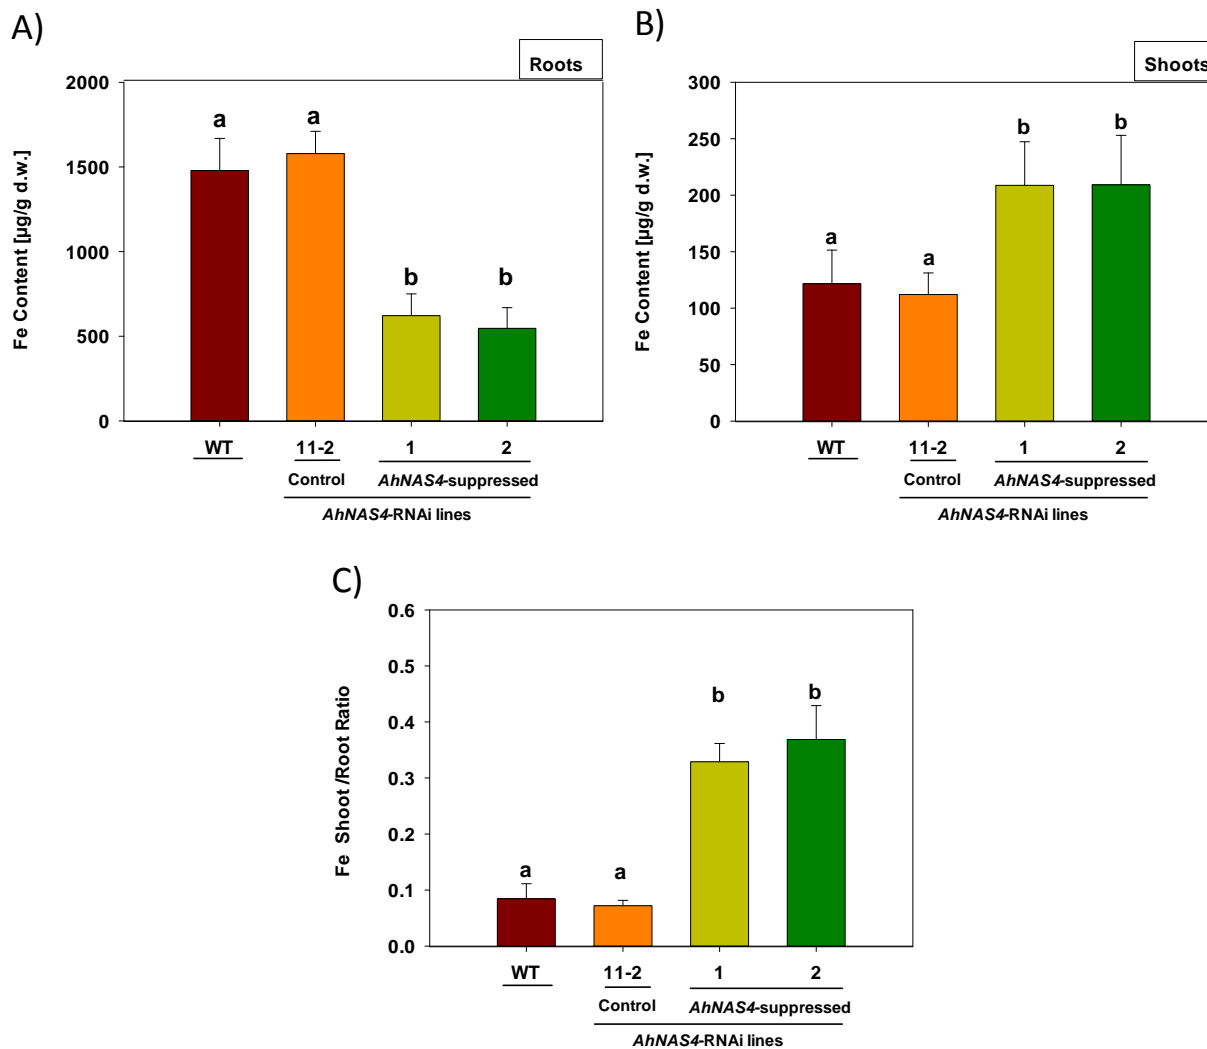 A)
Roots
Fe Content [µg/g d.w.]
2000
1500
1000
500
0
a
a
b
b
WT
11-2
1
2
Control
AhNAS4-suppressed
AhNAS4-RNAi lines
B)
Shoots
Fe Content [µg/g d.w.]
300
250
200
150
100
50
0
a
a
b
b
WT
11-2
1
2
Control
AhNAS4-suppressed
AhNAS4-RNAi lines
C)
Fe Shoot /Root Ratio
0.6
0.5
0.4
0.3
0.2
0.1
0.0
a
a
b
b
WT
11-2
1
2
Control
AhNAS4-suppressed
AhNAS4-RNAi lines